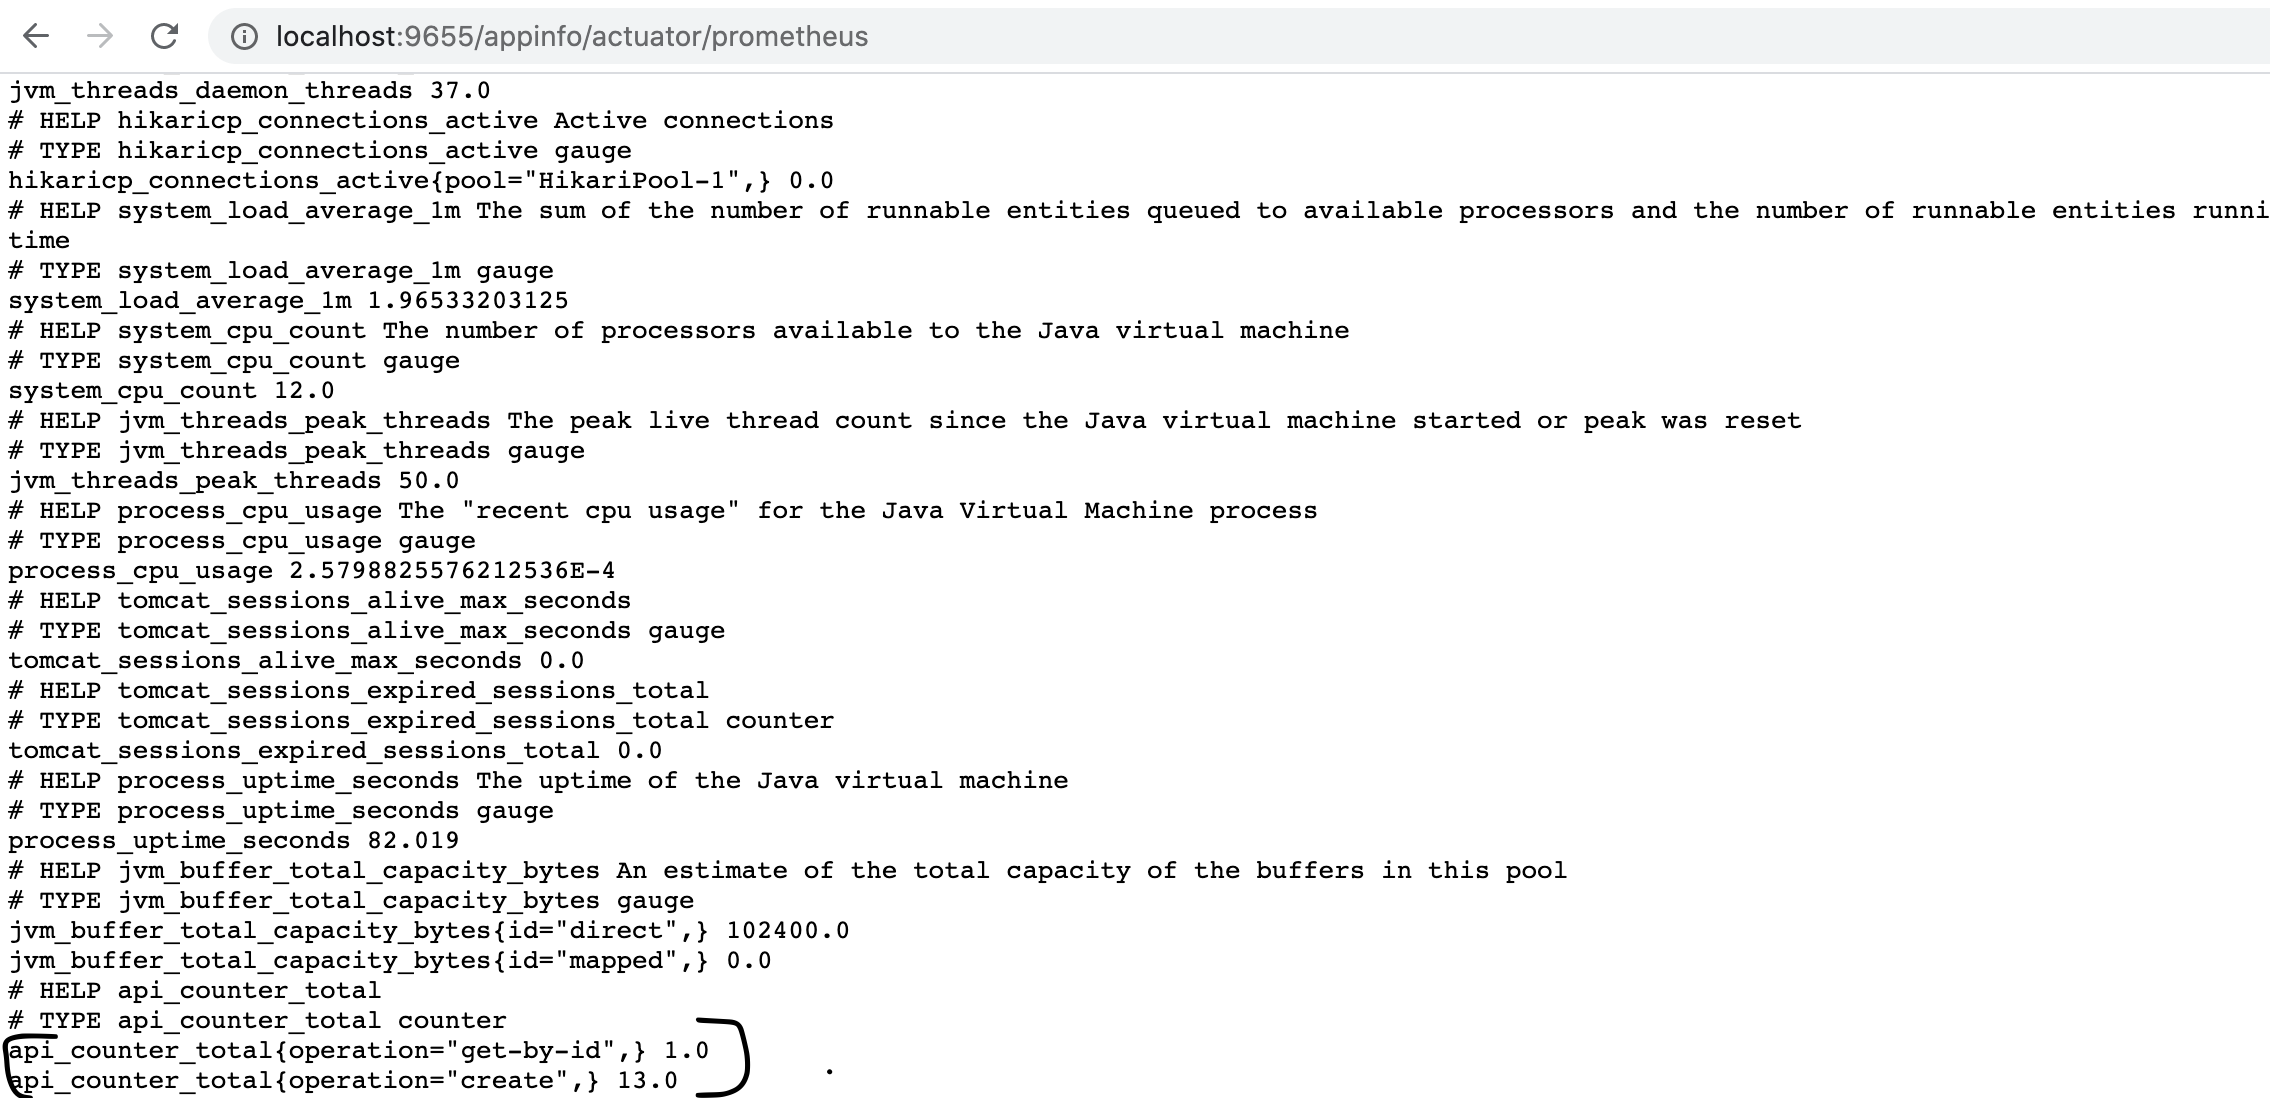 localhost:9655/appinfo/actuator/prometheus
jvm_threads_daemon_threads 37.0
# HELP hikaricp_connections_active Active connections
# TYPE hikaricp_connections_active gauge
hikaricp_connections_active{pool="HikariPool-1",} 0.0
# HELP system_load_average_1m The sum of the number of runnable entities queued to available processors and the number of runnable entities runni
time
# TYPE system_load_average_1m gauge
system_load_average_1m 1.96533203125
# HELP system_cpu_count The number of processors available to the Java virtual machine
# TYPE system_cpu_count gauge
system_cpu_count 12.0
# HELP jvm_threads_peak_threads The peak live thread count since the Java virtual machine started or peak was reset
# TYPE jvm_threads_peak_threads gauge
jvm_threads_peak_threads 50.0
# HELP process_cpu_usage The "recent cpu usage" for the Java Virtual Machine process
# TYPE process_cpu_usage gauge
process_cpu_usage 2.5798825576212536E-4
# HELP tomcat_sessions_alive_max_seconds
# TYPE tomcat_sessions_alive_max_seconds gauge
tomcat_sessions_alive_max_seconds 0.0
# HELP tomcat_sessions_expired_sessions_total
# TYPE tomcat_sessions_expired_sessions_total counter
tomcat_sessions_expired_sessions_total 0.0
# HELP process_uptime_seconds The uptime of the Java virtual machine
# TYPE process_uptime_seconds gauge
process_uptime_seconds 82.019
# HELP jvm_buffer_total_capacity_bytes An estimate of the total capacity of the buffers in this pool
# TYPE jvm_buffer_total_capacity_bytes gauge
jvm_buffer_total_capacity_bytes{id="direct",} 102400.0
jvm_buffer_total_capacity_bytes{id="mapped",} 0.0
# HELP api_counter_total
# TYPE api_counter_total counter
api_counter_total{operation="get-by-id",} 1.0
api_counter_total{operation="create",} 13.0